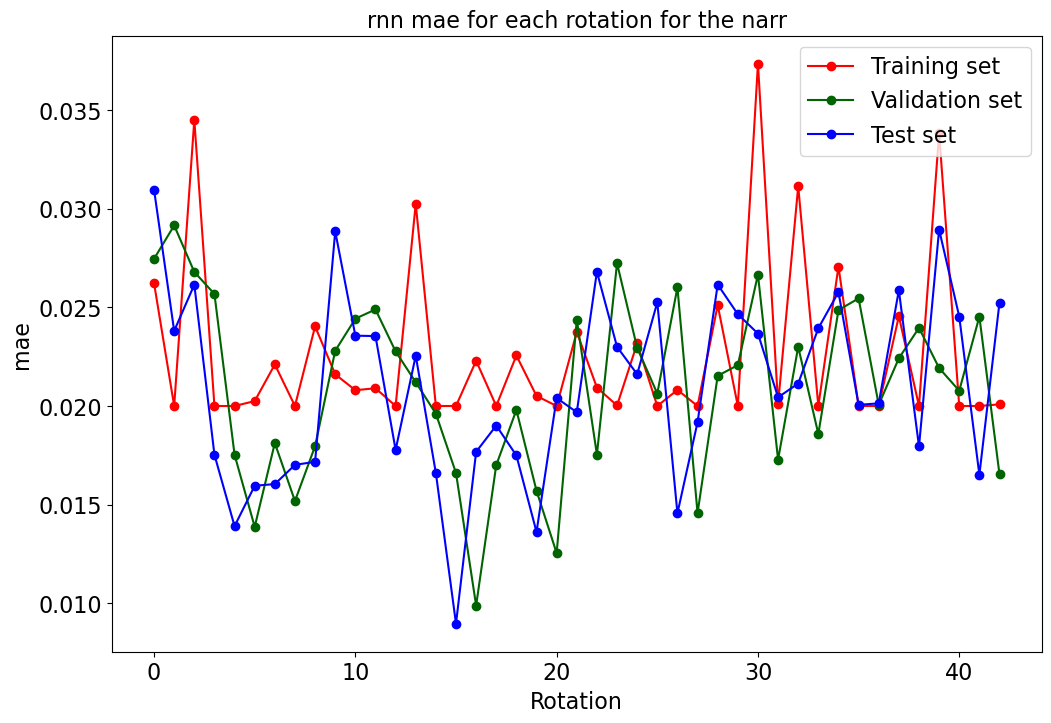 rnn mae for each rotation for the narr
Training set
Validation set
Test set
0.035
0.030
0.025
0.020
0.015
0.010
mae
0
10
20
30
40
Rotation